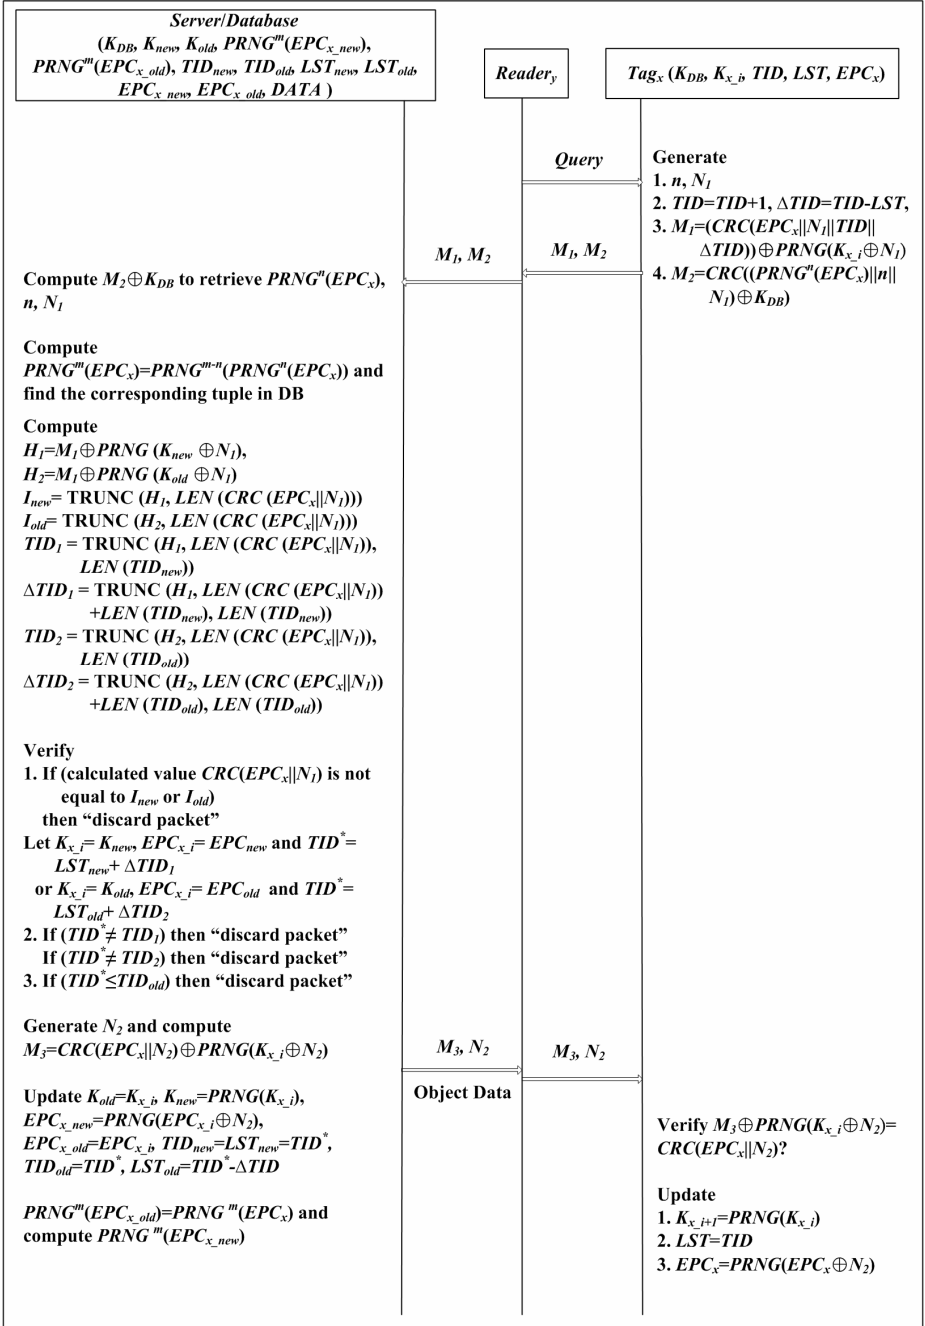 Server/Database
(K_DB, K_new, K_old, PRNG^m(EPC_x_new),
PRNG^m(EPC_x_old), TID_new, TID_old, LST_new, LST_old,
EPC_x_new, EPC_x_old, DATA )
Reader_y
Tag_x (K_DB, K_x_i, TID, LST, EPC_x)
Query
Generate
1. n, N_1
2. TID=TID+1, ∆TID=TID-LST,
3. M_1=(CRC(EPC_x||N_1||TID||
∆TID))⊕PRNG(K_x_i⊕N_1)
4. M_2=CRC((PRNG^n(EPC_x)||n||
N_1)⊕K_DB)
M_1, M_2
M_1, M_2
Compute M_2⊕K_DB to retrieve PRNG^n(EPC_x),
n, N_1
Compute
PRNG^m(EPC_x)=PRNG^m-n(PRNG^n(EPC_x)) and
find the corresponding tuple in DB
Compute
H_1=M_1⊕PRNG (K_new ⊕N_1),
H_2=M_1⊕PRNG (K_old ⊕N_1)
I_new= TRUNC (H_1, LEN (CRC (EPC_x||N_1)))
I_old= TRUNC (H_2, LEN (CRC (EPC_x||N_1)))
TID_1 = TRUNC (H_1, LEN (CRC (EPC_x||N_1)),
LEN (TID_new))
∆TID_1 = TRUNC (H_1, LEN (CRC (EPC_x||N_1))
+LEN (TID_new), LEN (TID_new))
TID_2 = TRUNC (H_2, LEN (CRC (EPC_x||N_1)),
LEN (TID_old))
∆TID_2 = TRUNC (H_2, LEN (CRC (EPC_x||N_1))
+LEN (TID_old), LEN (TID_old))
Verify
1. If (calculated value CRC(EPC_x||N_1) is not
equal to I_new or I_old)
then “discard packet”
Let K_x_i= K_new, EPC_x_i= EPC_new and TID^*=
LST_new+ ∆TID_1
or K_x_i= K_old, EPC_x_i= EPC_old and TID^*=
LST_old+ ∆TID_2
2. If (TID^*≠ TID_1) then “discard packet”
If (TID^*≠ TID_2) then “discard packet”
3. If (TID^*≤TID_old) then “discard packet”
Generate N_2 and compute
M_3=CRC(EPC_x||N_2)⊕PRNG(K_x_i⊕N_2)
M_3, N_2
M_3, N_2
Object Data
Update K_old=K_x_i, K_new=PRNG(K_x_i),
EPC_x_new=PRNG(EPC_x_i⊕N_2),
EPC_x_old=EPC_x_i, TID_new=LST_new=TID^*,
TID_old=TID^*, LST_old=TID^*-∆TID
PRNG^m(EPC_x_old)=PRNG ^m(EPC_x) and
compute PRNG ^m(EPC_x_new)
Verify M_3⊕PRNG(K_x_i⊕N_2)=
CRC(EPC_x||N_2)?
Update
1. K_x_i+1=PRNG(K_x_i)
2. LST=TID
3. EPC_x=PRNG(EPC_x⊕N_2)